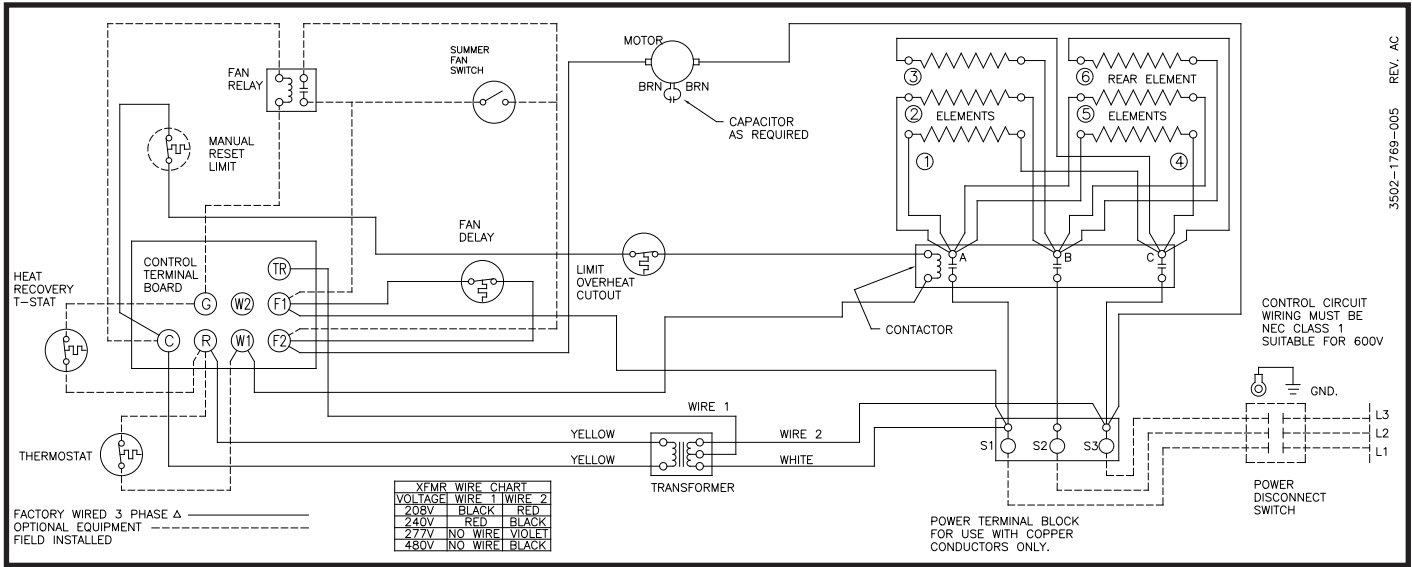 FAN
RELAY
SUMMER
FAN
SWITCH
MOTOR
BRN BRN
CAPACITOR
AS REQUIRED
3
2 ELEMENTS
1
6 REAR ELEMENT
5 ELEMENTS
4
3502-1769-005 REV. AC
MANUAL
RESET
LIMIT
FAN
DELAY
LIMIT
OVERHEAT
CUTOUT
A B C
CONTACTOR
HEAT
RECOVERY
T-STAT
CONTROL
TERMINAL
BOARD
TR
G W2 F1
C R W1 F2
CONTROL CIRCUIT
WIRING MUST BE
NEC CLASS 1
SUITABLE FOR 600V
GND.
L3
L2
L1
POWER
DISCONNECT
SWITCH
THERMOSTAT
WIRE 1
YELLOW
YELLOW
WIRE 2
WHITE
TRANSFORMER
S1 S2 S3
POWER TERMINAL BLOCK
FOR USE WITH COPPER
CONDUCTORS ONLY.
XFMR WIRE CHART
VOLTAGE WIRE 1 WIRE 2
208V BLACK RED
240V RED BLACK
277V NO WIRE VIOLET
480V NO WIRE BLACK
FACTORY WIRED 3 PHASE Δ
OPTIONAL EQUIPMENT
FIELD INSTALLED